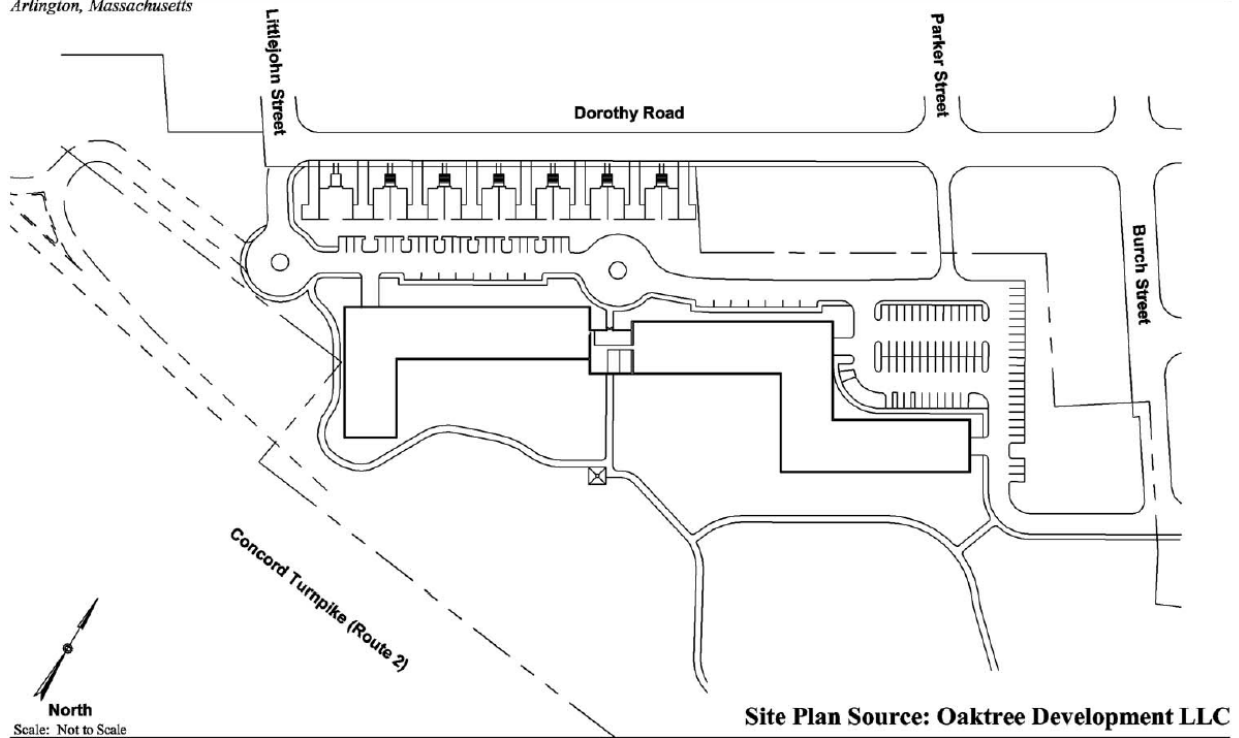 Arlington, Massachusetts
Littlejohn Street
Dorothy Road
Parker Street
Burch Street
Concord Turnpike (Route 2)
North
Scale: Not to Scale
Site Plan Source: Oaktree Development LLC